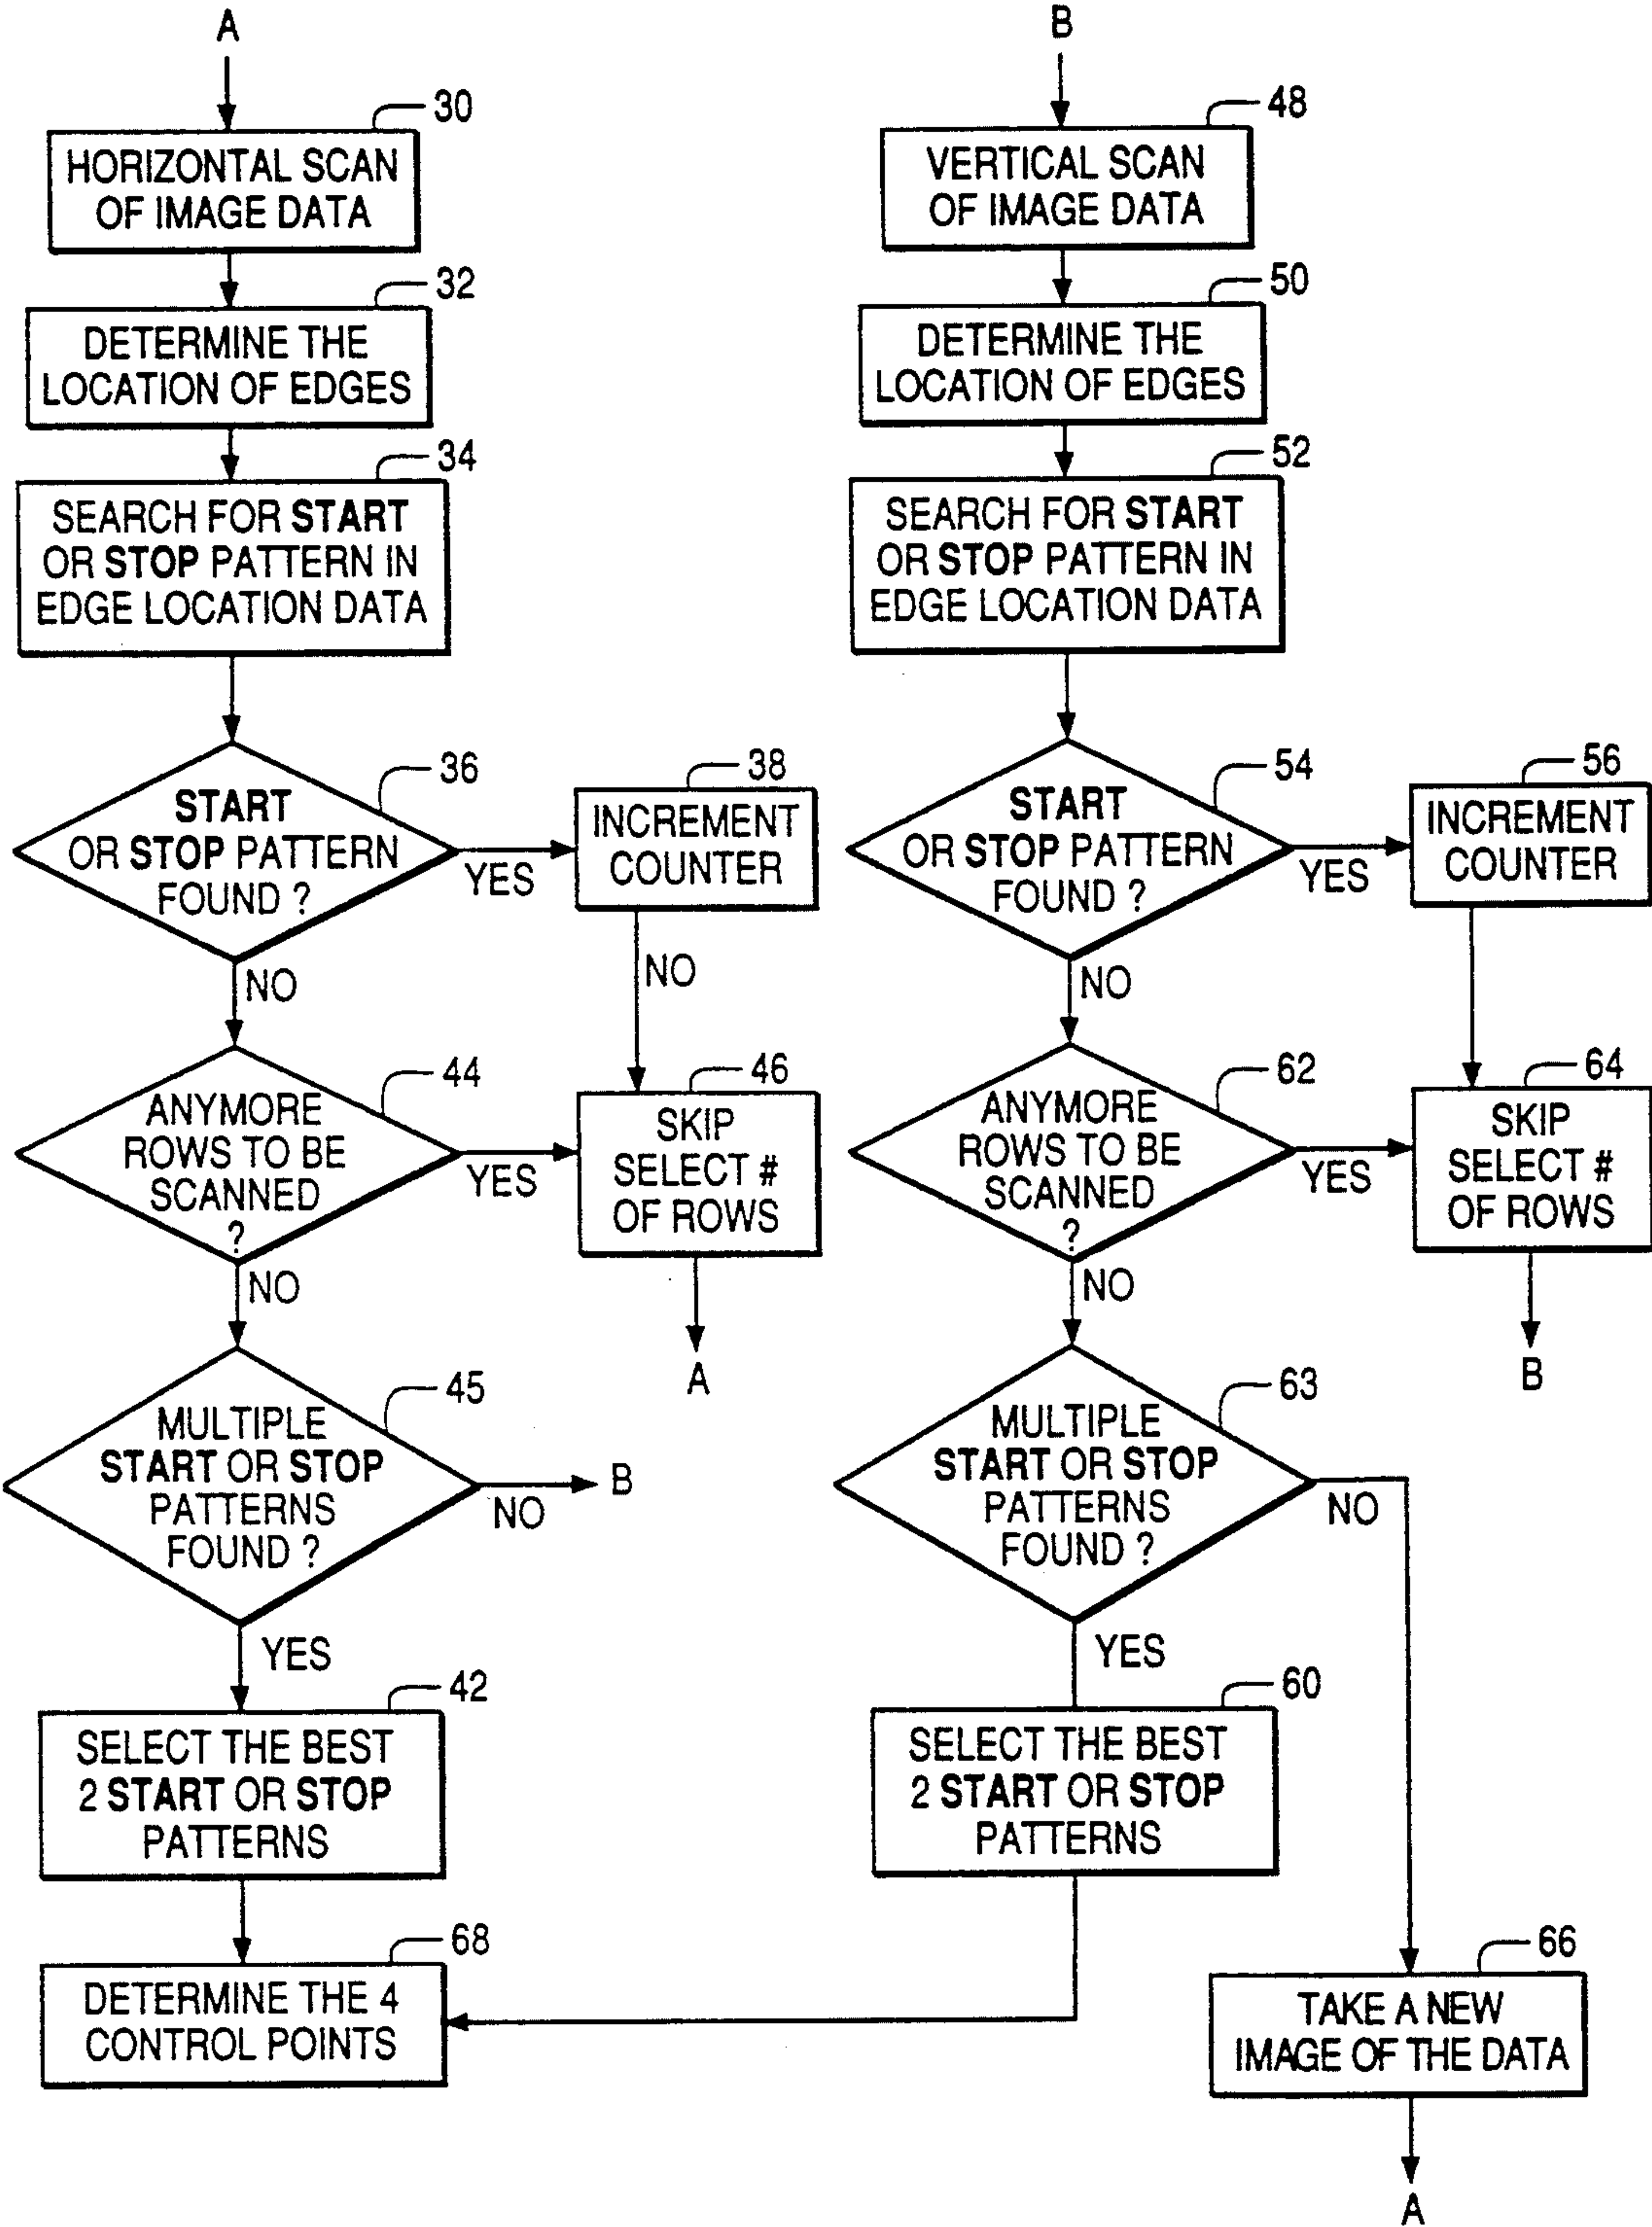 A
30
HORIZONTAL SCAN
OF IMAGE DATA
32
DETERMINE THE
LOCATION OF EDGES
34
SEARCH FOR START
OR STOP PATTERN IN
EDGE LOCATION DATA
36
START
OR STOP PATTERN
FOUND ?
YES
38
INCREMENT
COUNTER
NO
NO
44
ANYMORE
ROWS TO BE
SCANNED
?
YES
46
SKIP
SELECT #
OF ROWS
A
NO
45
MULTIPLE
START OR STOP
PATTERNS
FOUND ?
NO
B
YES
42
SELECT THE BEST
2 START OR STOP
PATTERNS
68
DETERMINE THE 4
CONTROL POINTS
B
48
VERTICAL SCAN
OF IMAGE DATA
50
DETERMINE THE
LOCATION OF EDGES
52
SEARCH FOR START
OR STOP PATTERN IN
EDGE LOCATION DATA
54
START
OR STOP PATTERN
FOUND ?
YES
56
INCREMENT
COUNTER
NO
62
ANYMORE
ROWS TO BE
SCANNED
?
YES
64
SKIP
SELECT #
OF ROWS
B
NO
63
MULTIPLE
START OR STOP
PATTERNS
FOUND ?
NO
YES
60
SELECT THE BEST
2 START OR STOP
PATTERNS
66
TAKE A NEW
IMAGE OF THE DATA
A